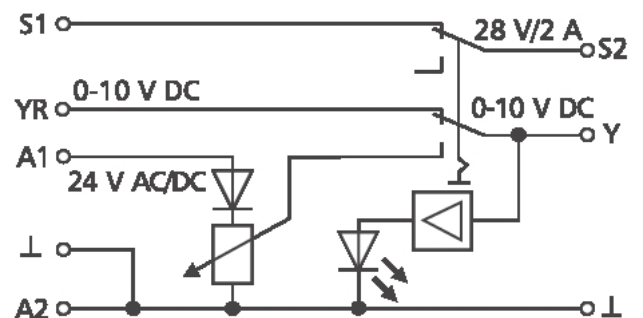 S1
28 V/2 A
S2
YR
0-10 V DC
0-10 V DC
Y
A1
24 V AC/DC
⊥
A2
⊥